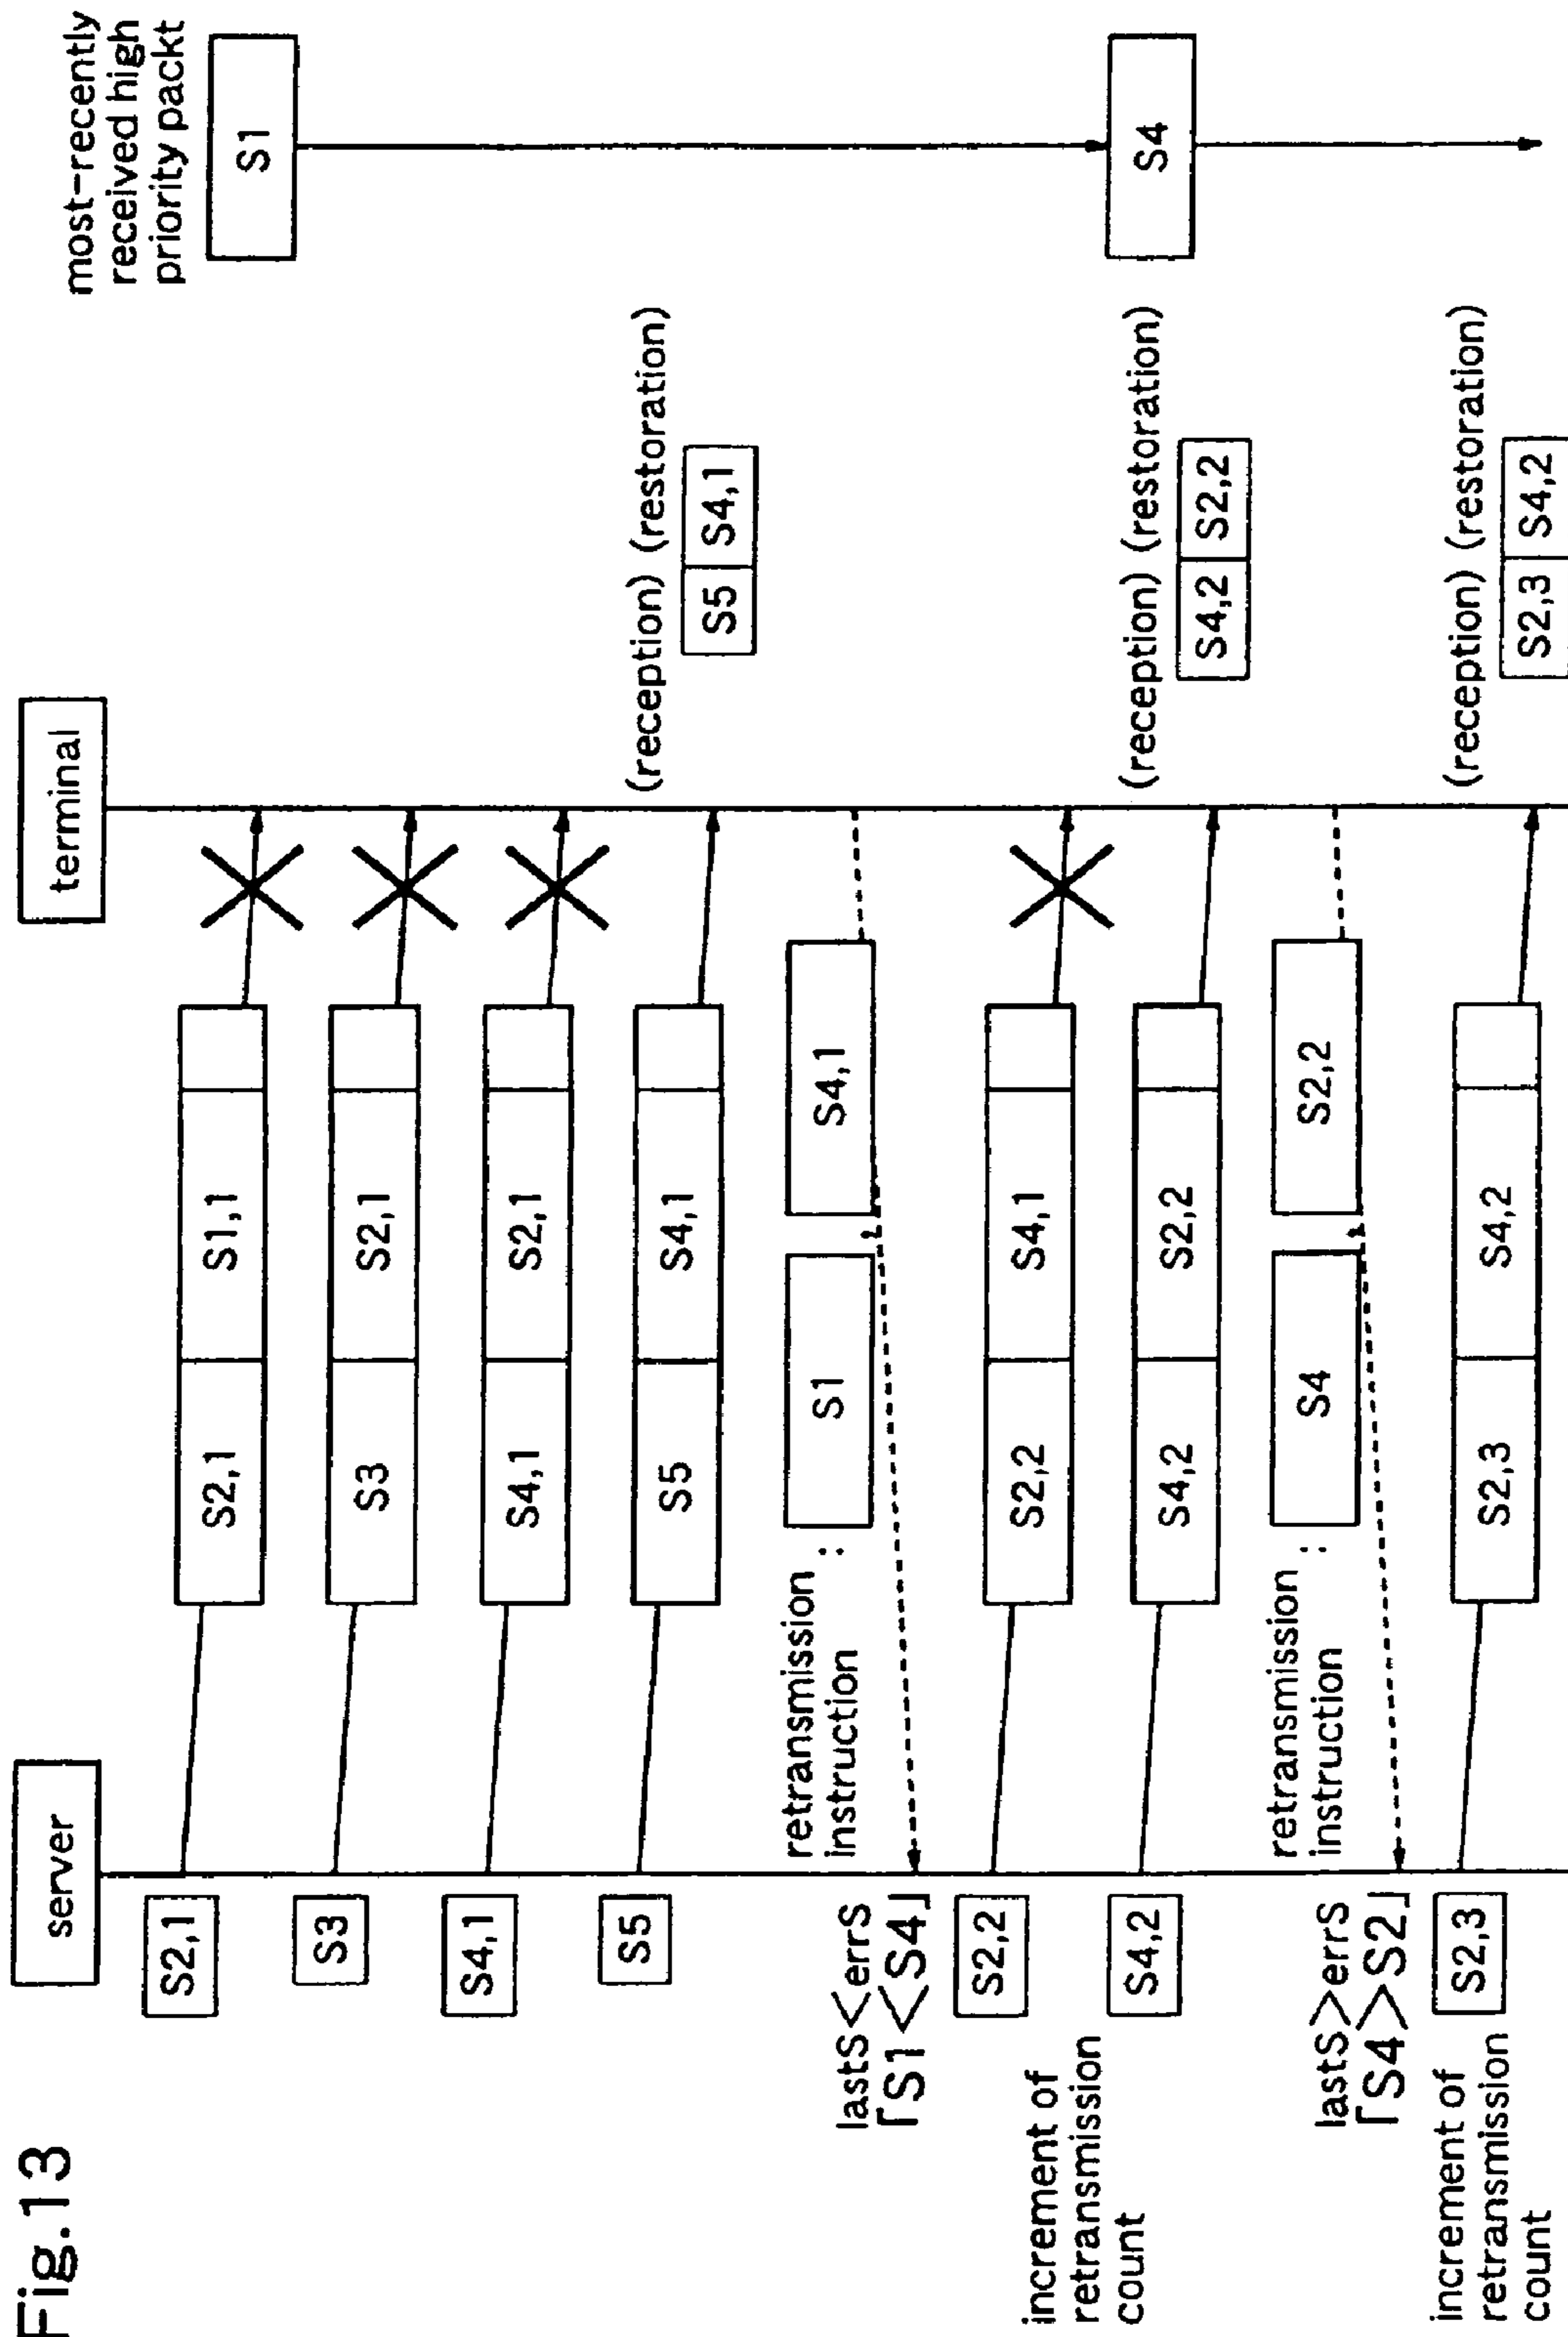 Fig.13
server
terminal
most-recently
received high
priority packt
S1
S2,1
S2,1
S1,1
S3
S3
S2,1
S4,1
S4,1
S2,1
S5
S5
S4,1
(reception) (restoration)
S5
S4,1
retransmission
instruction
:
S1
,
S4,1
lastS<errS
「S1<S4」
increment of
retransmission
count
S2,2
S2,2
S4,1
S4
S4,2
S4,2
S2,2
(reception) (restoration)
S4,2
S2,2
retransmission
instruction
:
S4
,
S2,2
lastS>errS
「S4>S2」
increment of
retransmission
count
S2,3
S2,3
S4,2
(reception) (restoration)
S2,3
S4,2